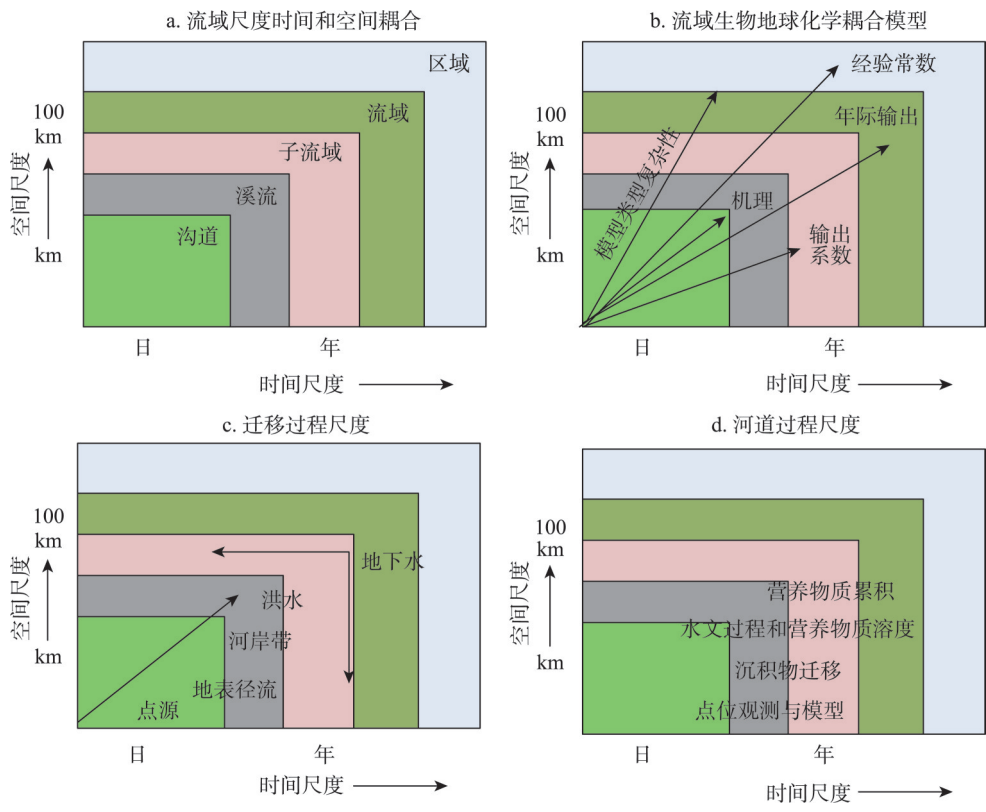 a. 流域尺度时间和空间耦合
区域
流域
子流域
溪流
沟道
100
km
km
空间尺度
日
年
时间尺度
b. 流域生物地球化学耦合模型
经验常数
年际输出
模型类型复杂性
机理
输出
系数
100
km
km
空间尺度
日
年
时间尺度
c. 迁移过程尺度
地下水
洪水
河岸带
地表径流
点源
100
km
km
空间尺度
日
年
时间尺度
d. 河道过程尺度
营养物质累积
水文过程和营养物质溶度
沉积物迁移
点位观测与模型
100
km
km
空间尺度
日
年
时间尺度